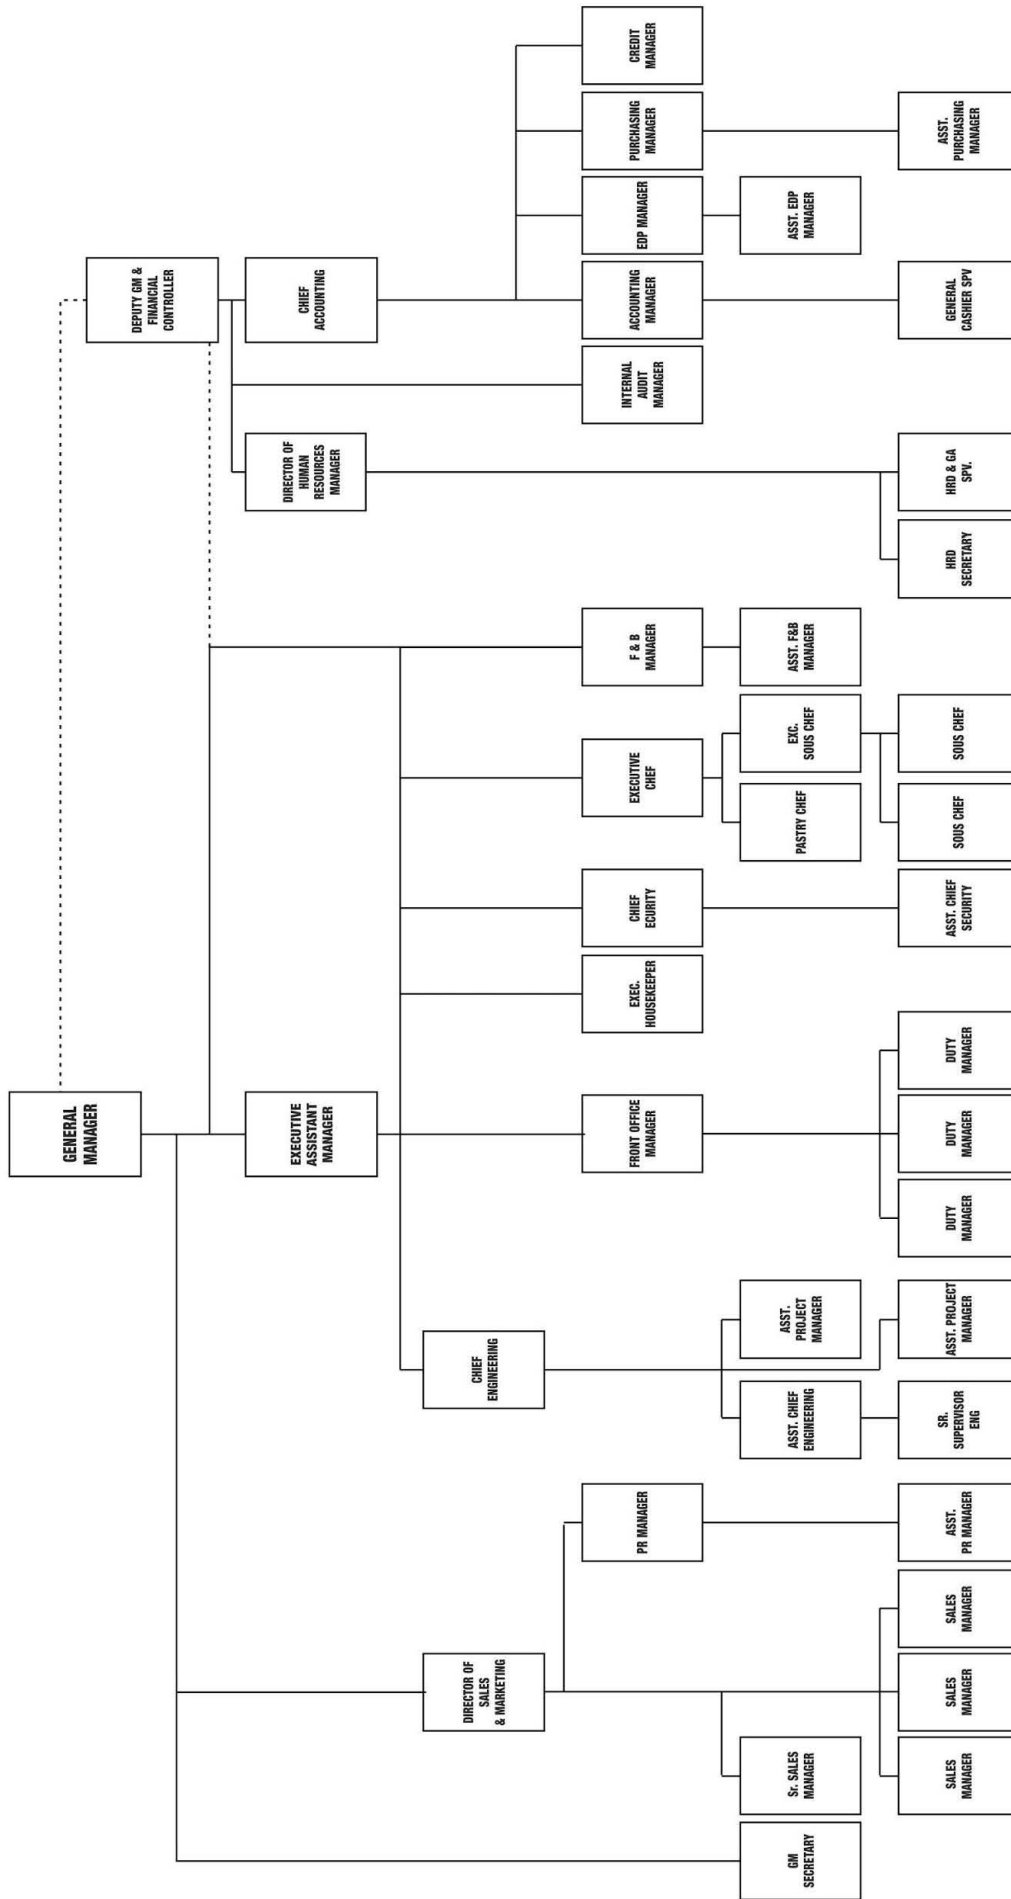 GENERAL
MANAGER
DEPUTY GM &
FINANCIAL
CONTROLLER
EXECUTIVE
ASSISTANT
MANAGER
DIRECTOR OF
HUMAN
RESOURCES
MANAGER
CHIEF
ACCOUNTING
DIRECTOR OF
SALES
& MARKETING
CHIEF
ENGINEERING
PR MANAGER
FRONT OFFICE
MANAGER
EXEC.
HOUSEKEEPER
CHIEF
ECURITY
EXECUTIVE
CHEF
F & B
MANAGER
INTERNAL
AUDIT
MANAGER
ACCOUNTING
MANAGER
EDP MANAGER
PURCHASING
MANAGER
CREDIT
MANAGER
GM
SECRETARY
Sr. SALES
MANAGER
ASST. CHIEF
ENGINEERING
ASST.
PROJECT
MANAGER
PASTRY CHEF
EXC.
SOUS CHEF
ASST. F&B
MANAGER
ASST. EDP
MANAGER
SALES
MANAGER
SALES
MANAGER
SALES
MANAGER
ASST.
PR MANAGER
SR.
SUPERVISOR
ENG
ASST. PROJECT
MANAGER
DUTY
MANAGER
DUTY
MANAGER
DUTY
MANAGER
ASST. CHIEF
SECURITY
SOUS CHEF
SOUS CHEF
HRD
SECRETARY
HRD & GA
SPV.
GENERAL
CASHIER SPV
ASST.
PURCHASING
MANAGER